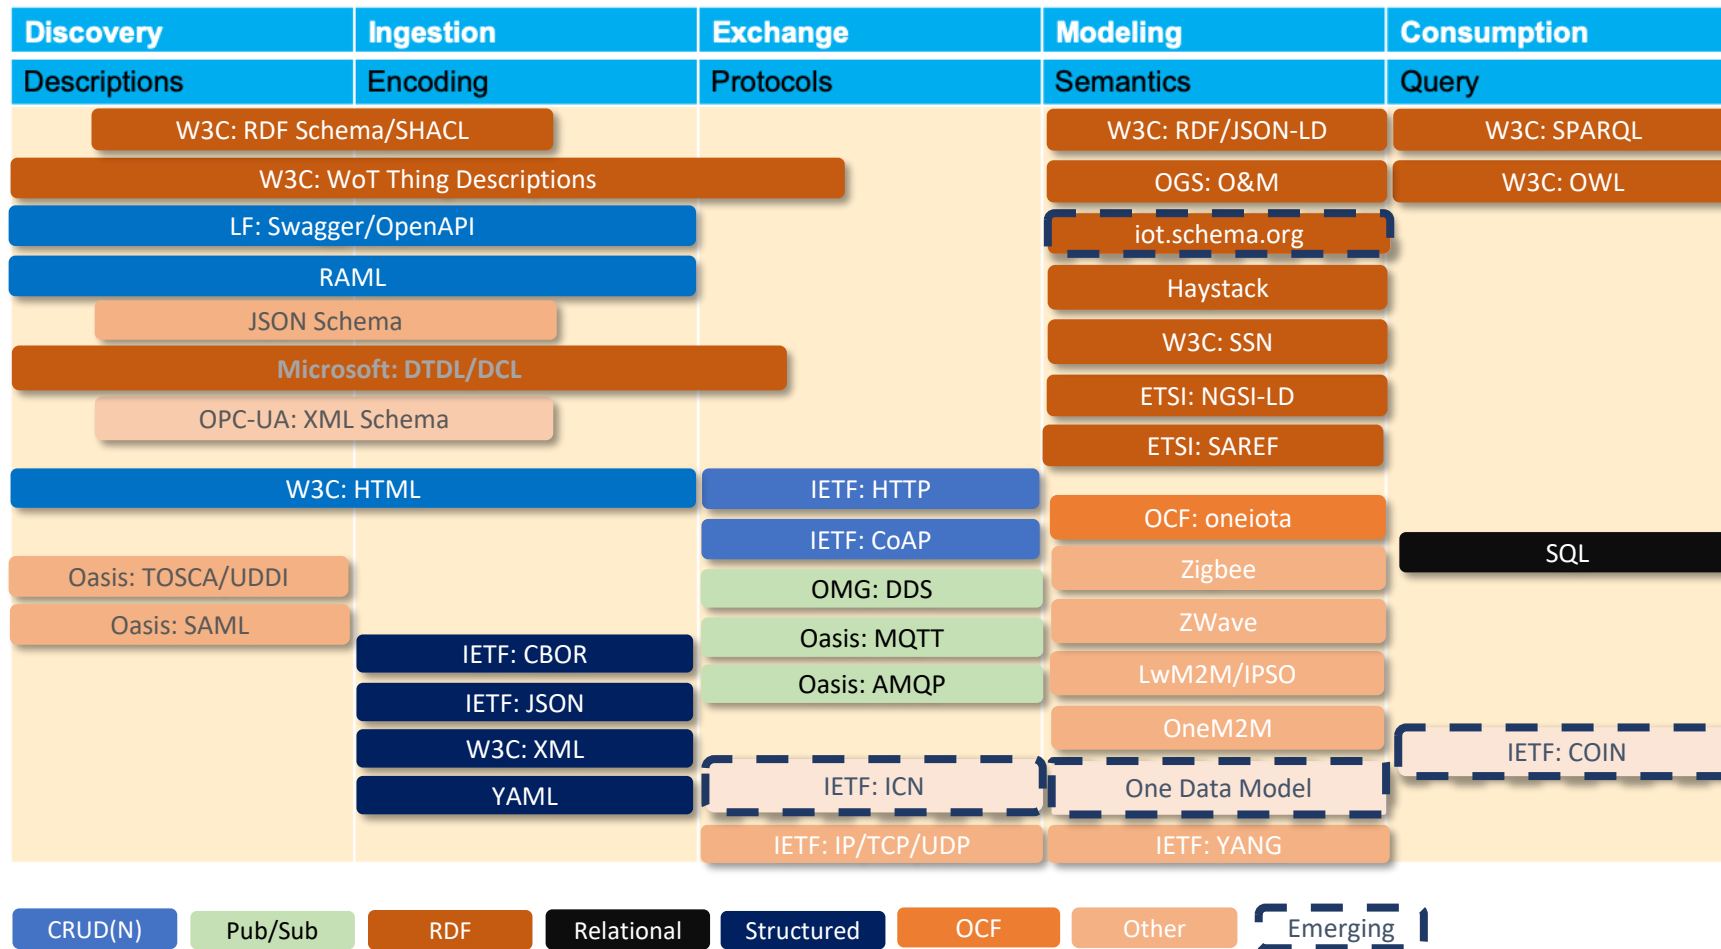 Discovery Ingestion Exchange Modeling Consumption
Descriptions Encoding Protocols Semantics Query
W3C: RDF Schema/SHACL W3C: RDF/JSON-LD W3C: SPARQL
W3C: WoT Thing Descriptions OGS: O&M W3C: OWL
LF: Swagger/OpenAPI iot.schema.org
RAML Haystack
JSON Schema W3C: SSN
Microsoft: DTDL/DCL ETSI: NGSI-LD
OPC-UA: XML Schema ETSI: SAREF
W3C: HTML IETF: HTTP OCF: oneiota
IETF: CoAP SQL
Oasis: TOSCA/UDDI OMG: DDS Zigbee
Oasis: SAML Oasis: MQTT ZWave
IETF: CBOR Oasis: AMQP LwM2M/IPSO
IETF: JSON OneM2M
W3C: XML IETF: COIN
YAML IETF: ICN One Data Model
IETF: IP/TCP/UDP IETF: YANG
CRUD(N) Pub/Sub RDF Relational Structured OCF Other Emerging